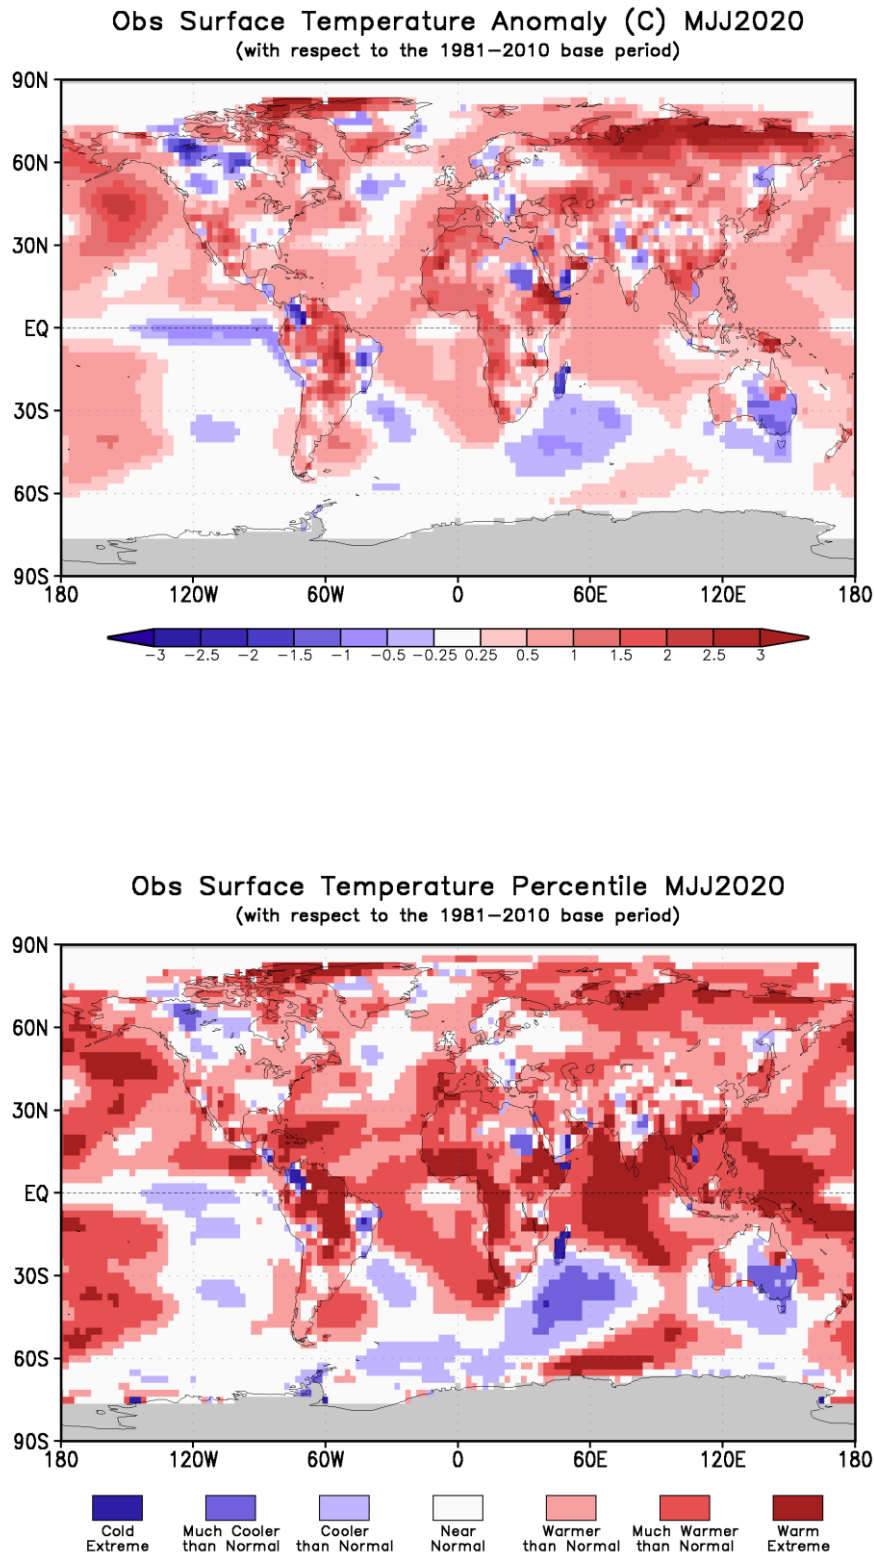 Obs Surface Temperature Anomaly (C) MJJ2020
(with respect to the 1981−2010 base period)
90N
60N
30N
EQ
30S
60S
90S
180 120W 60W 0 60E 120E 180
−3 −2.5 −2 −1.5 −1 −0.5 −0.25 0.25 0.5 1 1.5 2 2.5 3
Obs Surface Temperature Percentile MJJ2020
(with respect to the 1981−2010 base period)
90N
60N
30N
EQ
30S
60S
90S
180 120W 60W 0 60E 120E 180
Cold Much Cooler Cooler Near Warmer Much Warmer Warm
Extreme than Normal than Normal Normal than Normal than Normal Extreme